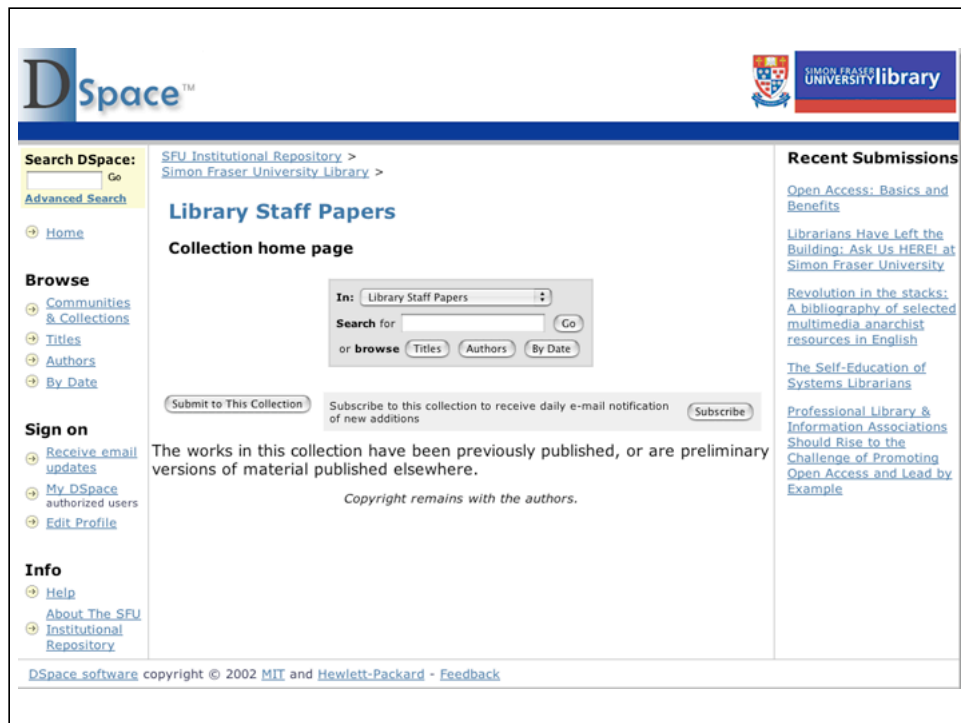 DSpace™
SIMON FRASER
UNIVERSITYlibrary
Search DSpace:
Go
Advanced Search
Home
Browse
Communities
& Collections
Titles
Authors
By Date
Sign on
Receive email
updates
My DSpace
authorized users
Edit Profile
Info
Help
About The SFU
Institutional
Repository
SFU Institutional Repository >
Simon Fraser University Library >
Library Staff Papers
Collection home page
In: Library Staff Papers
Search for Go
or browse Titles Authors By Date
Submit to This Collection
Subscribe to this collection to receive daily e-mail notification
of new additions
Subscribe
The works in this collection have been previously published, or are preliminary
versions of material published elsewhere.
Copyright remains with the authors.
Recent Submissions
Open Access: Basics and
Benefits
Librarians Have Left the
Building: Ask Us HERE! at
Simon Fraser University
Revolution in the stacks:
A bibliography of selected
multimedia anarchist
resources in English
The Self-Education of
Systems Librarians
Professional Library &
Information Associations
Should Rise to the
Challenge of Promoting
Open Access and Lead by
Example
DSpace software copyright © 2002 MIT and Hewlett-Packard - Feedback